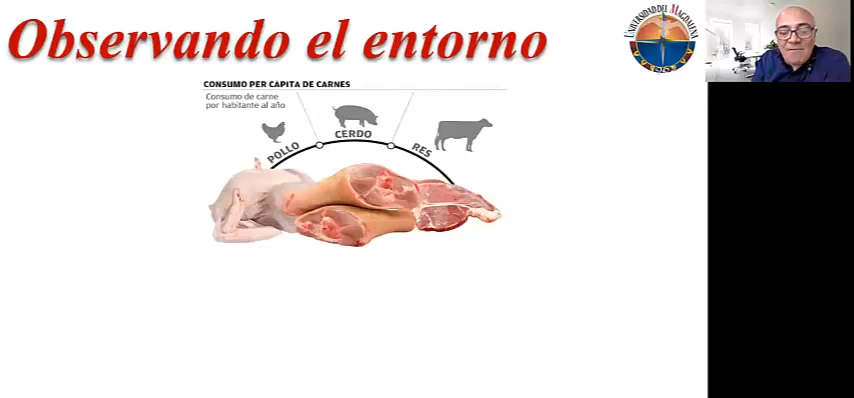 Observando el entorno
UNIVERSIDAD DEL MAGDALENA
CONSUMO PER CÁPITA DE CARNES
Consumo de carne
por habitante al año
POLLO
CERDO
RES